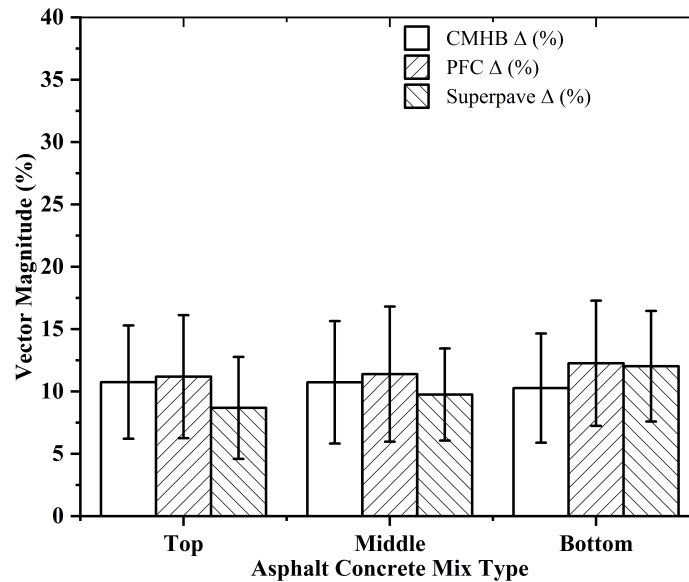 40
35
30
25
20
15
10
5
0
Vector Magnitude (%)
CMHB Δ (%)
PFC Δ (%)
Superpave Δ (%)
Top Middle Bottom
Asphalt Concrete Mix Type